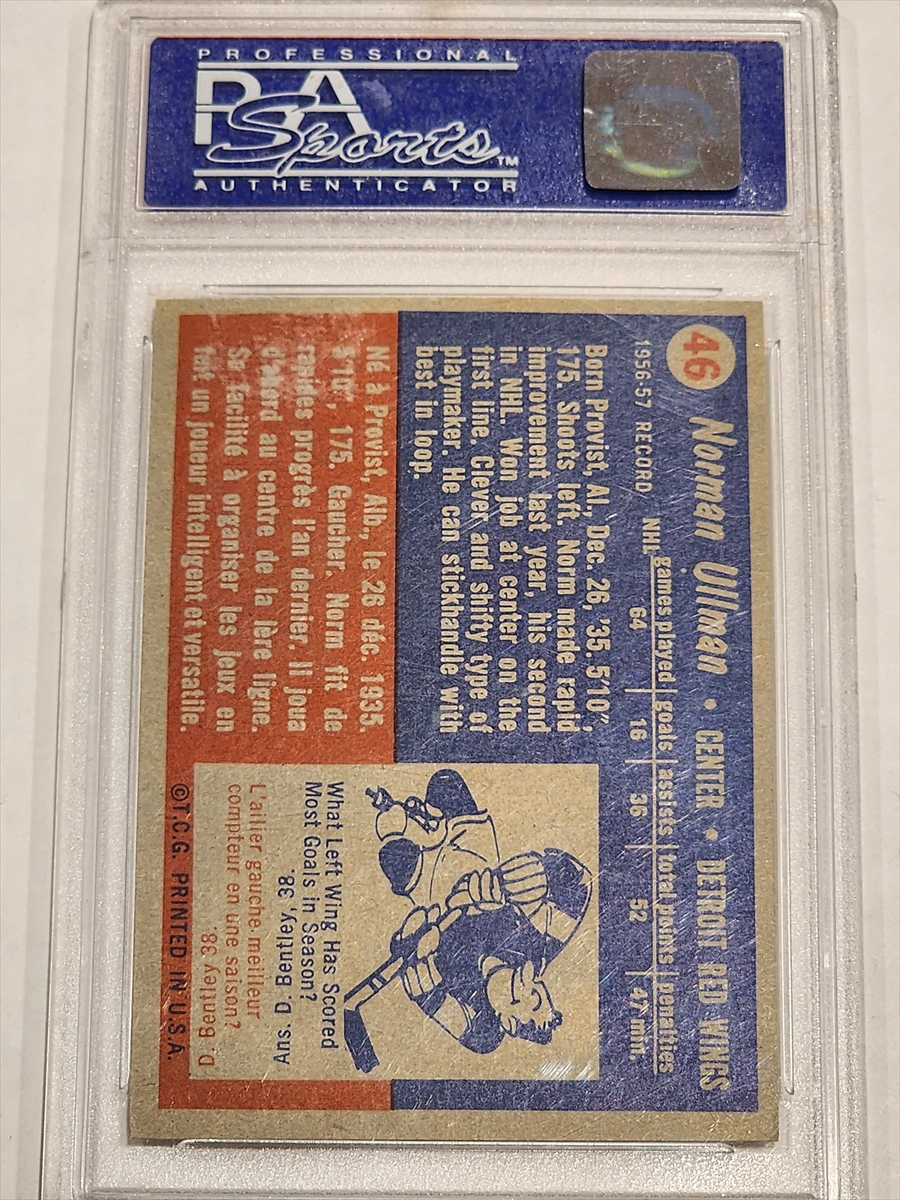 PROFESSIONAL
PSA
Sports™
AUTHENTICATOR
46 Norman Ullman • CENTER • DETROIT RED WINGS
1956-57 RECORD
games played | goals | assists | total points | penalties
NHL 64 16 36 52 47 min.
Born Provist, Al., Dec. 26, '35. 5'10",
175. Shoots left. Norm made rapid
improvement last year, his second
in NHL. Won job at center on the
first line. Clever and shifty type of
playmaker. He can stickhandle with
best in loop.
Né à Provist, Alb., le 26 déc. 1935.
5'10", 175. Gaucher. Norm fit de
rapides progrès l'an dernier. Il joua
d'abord au centre de la lère ligne.
Sa facilité à organiser les jeux en
fait un joueur intelligent et versatile.
What Left Wing Has Scored
Most Goals in Season?
Ans. D. Bentley, 38.
L'ailier gauche meilleur
compteur en une saison?
D. Bentley 38.
©T.C.G. PRINTED IN U.S.A.